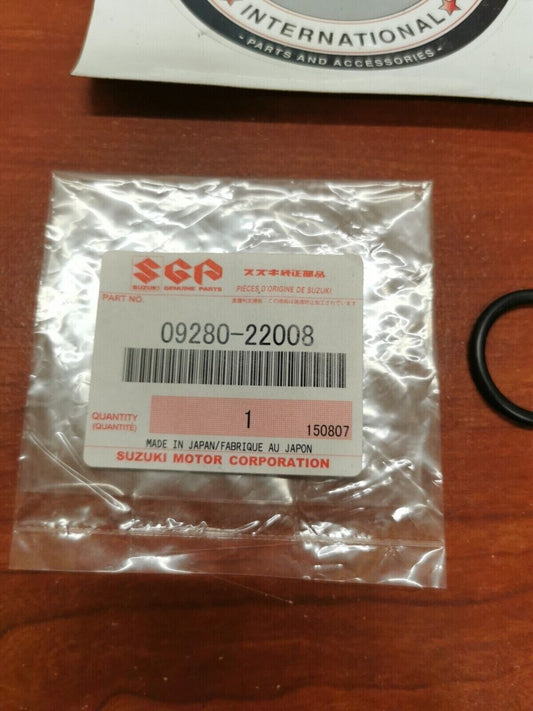 INTERNATIONAL
- PARTS AND ACCESSORIES -
SGP
スズキ純正部品
SUZUKI GENUINE PARTS
PIÈCES D'ORIGINE DE SUZUKI
PART NO.
09280-22008
QUANTITY
(QUANTITÉ)
1
150807
MADE IN JAPAN/FABRIQUE AU JAPON
SUZUKI MOTOR CORPORATION